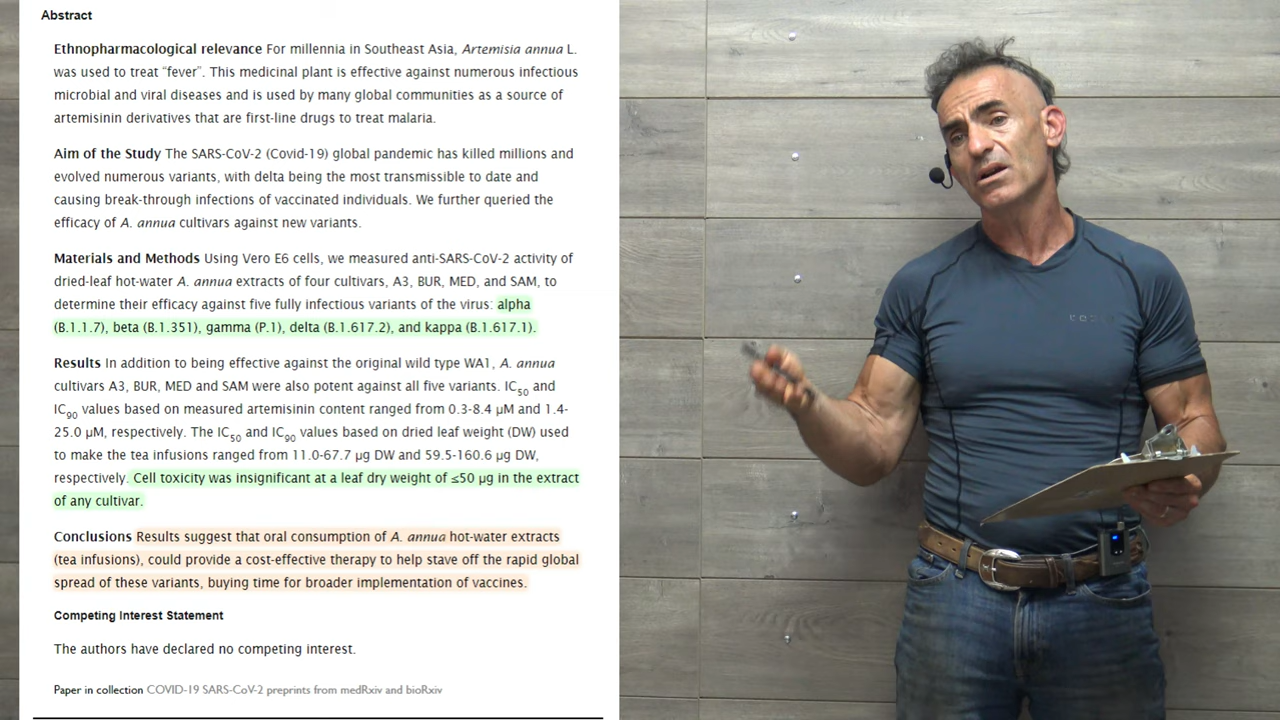 Abstract
Ethnopharmacological relevance For millennia in Southeast Asia, Artemisia annua L.
was used to treat “fever”. This medicinal plant is effective against numerous infectious
microbial and viral diseases and is used by many global communities as a source of
artemisinin derivatives that are first-line drugs to treat malaria.
Aim of the Study The SARS-CoV-2 (Covid-19) global pandemic has killed millions and
evolved numerous variants, with delta being the most transmissible to date and
causing break-through infections of vaccinated individuals. We further queried the
efficacy of A. annua cultivars against new variants.
Materials and Methods Using Vero E6 cells, we measured anti-SARS-CoV-2 activity of
dried-leaf hot-water A. annua extracts of four cultivars, A3, BUR, MED, and SAM, to
determine their efficacy against five fully infectious variants of the virus: alpha
(B.1.1.7), beta (B.1.351), gamma (P.1), delta (B.1.617.2), and kappa (B.1.617.1).
Results In addition to being effective against the original wild type WA1, A. annua
cultivars A3, BUR, MED and SAM were also potent against all five variants. IC50 and
IC90 values based on measured artemisinin content ranged from 0.3-8.4 μM and 1.4-
25.0 μM, respectively. The IC50 and IC90 values based on dried leaf weight (DW) used
to make the tea infusions ranged from 11.0-67.7 μg DW and 59.5-160.6 μg DW,
respectively. Cell toxicity was insignificant at a leaf dry weight of ≤50 μg in the extract
of any cultivar.
Conclusions Results suggest that oral consumption of A. annua hot-water extracts
(tea infusions), could provide a cost-effective therapy to help stave off the rapid global
spread of these variants, buying time for broader implementation of vaccines.
Competing Interest Statement
The authors have declared no competing interest.
Paper in collection COVID-19 SARS-CoV-2 preprints from medRxiv and bioRxiv